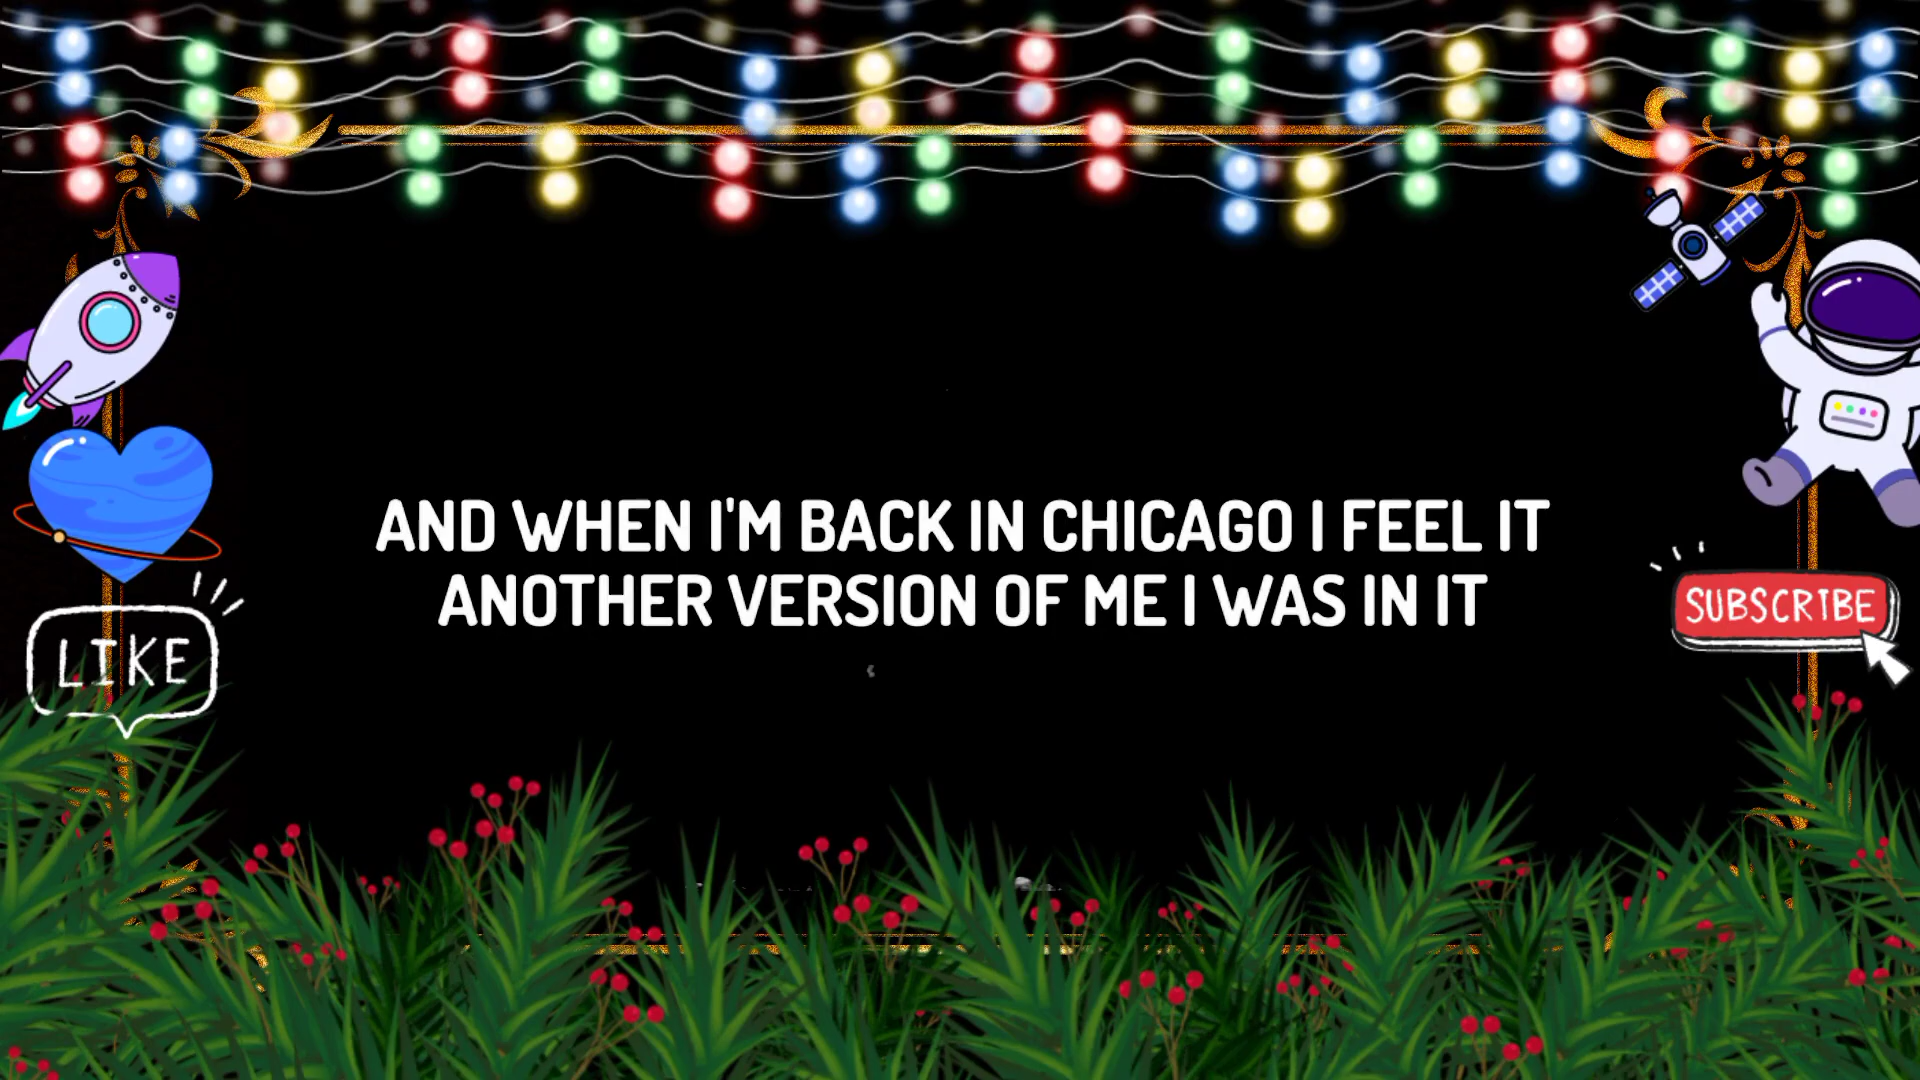 AND WHEN I'M BACK IN CHICAGO I FEEL IT
ANOTHER VERSION OF ME I WAS IN IT
LIKE
SUBSCRIBE